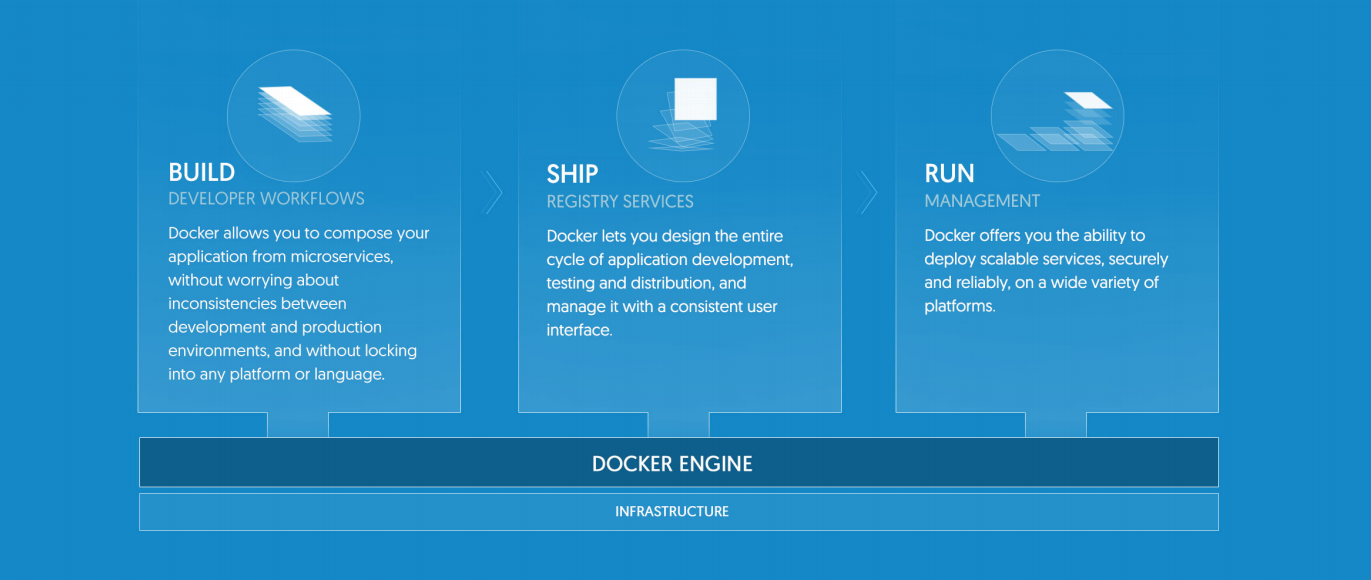 BUILD
DEVELOPER WORKFLOWS
Docker allows you to compose your
application from microservices,
without worrying about
inconsistencies between
development and production
environments, and without locking
into any platform or language.
SHIP
REGISTRY SERVICES
Docker lets you design the entire
cycle of application development,
testing and distribution, and
manage it with a consistent user
interface.
RUN
MANAGEMENT
Docker offers you the ability to
deploy scalable services, securely
and reliably, on a wide variety of
platforms.
DOCKER ENGINE
INFRASTRUCTURE